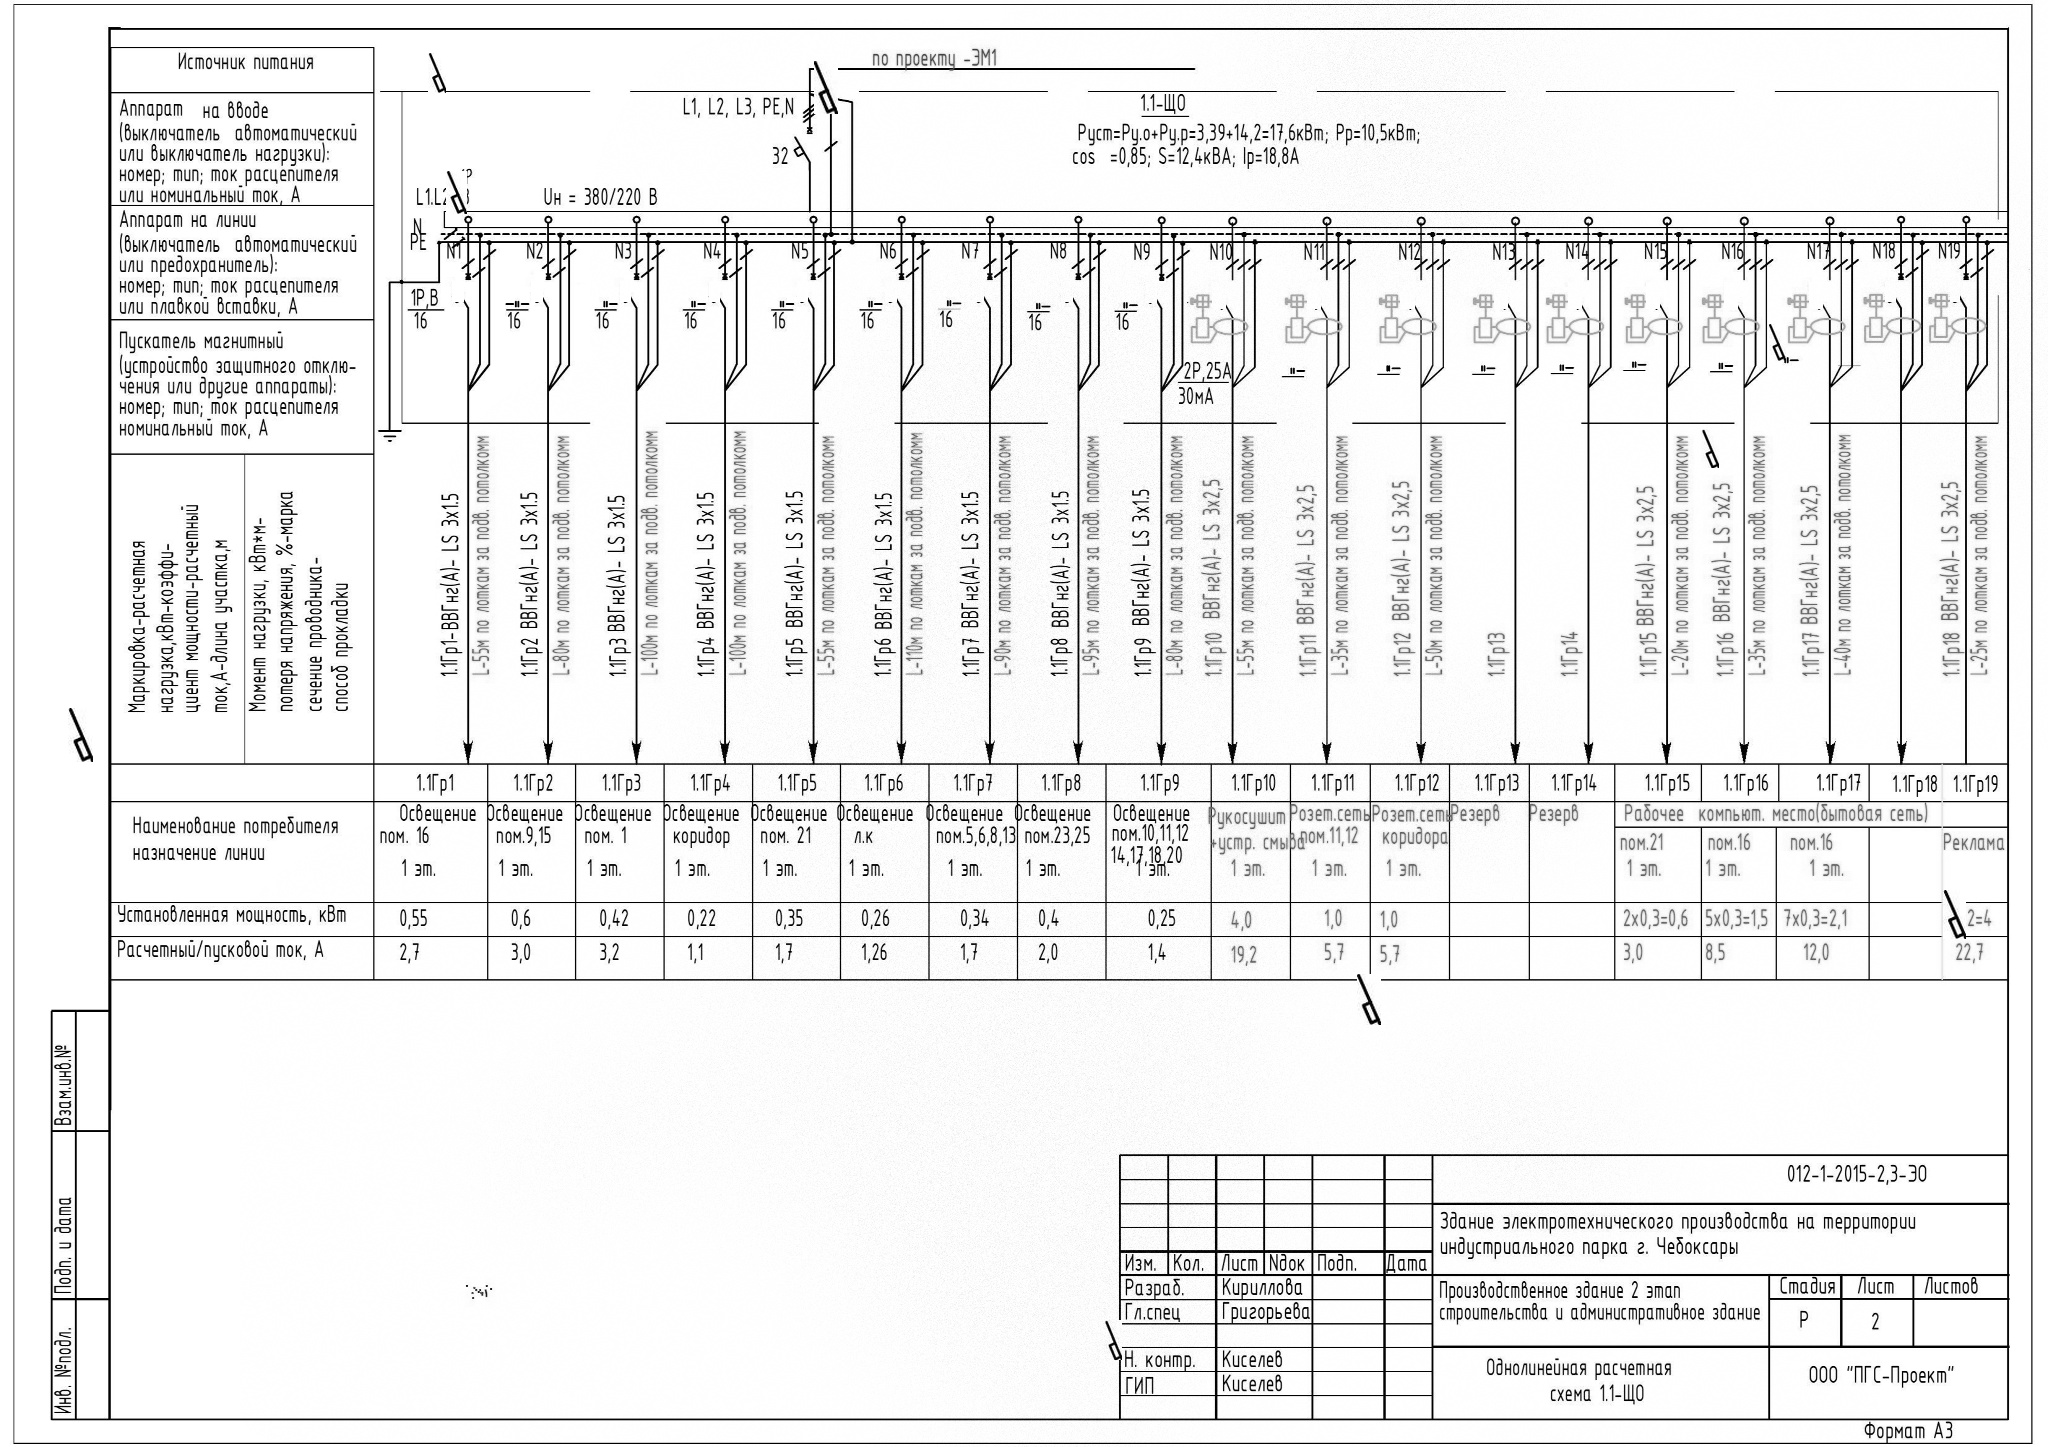 Источник питания
по проекту -ЭМ1
Аппарат на вводе
(выключатель автоматический
или выключатель нагрузки):
номер; тип; ток расцепителя
или номинальный ток, А
L1, L2, L3, PE,N
32
1.1-ЩО
Руст=Ру.о+Ру.р=3,39+14,2=17,6кВт; Рр=10,5кВт;
cos =0,85; S=12,4кВА; Iр=18,8А
Uн = 380/220 В
N
PE
Аппарат на линии
(выключатель автоматический
или предохранитель):
номер; тип; ток расцепителя
или плавкой вставки, А
N1 N2 N3 N4 N5 N6 N7 N8 N9 N10 N11 N12 N13 N14 N15 N16 N17 N18 N19
1P,B
16
-"- 16 -"- 16 -"- 16 -"- 16 -"- 16 -"- 16 -"- 16 -"- 16
Пускатель магнитный
(устройство защитного отклю-
чения или другие аппараты):
номер; тип; ток расцепителя
номинальный ток, А
2P,25А
30мА
-"- -"- -"- -"- -"- -"- -"-
Маркировка-расчетная
нагрузка,кВт-коэффи-
циент мощности-расчетный
ток,А-длина участка,м
Момент нагрузки, кВт*м-
потеря напряжения, %-марка
сечение проводника-
способ прокладки
1.1Гр1-ВВГнг(А)- LS 3х1.5
L-55м по лоткам за подв. потолкомм
1.1Гр2 ВВГнг(А)- LS 3х1.5
L-80м по лоткам за подв. потолкомм
1.1Гр3 ВВГнг(А)- LS 3х1.5
L-100м по лоткам за подв. потолкомм
1.1Гр4 ВВГнг(А)- LS 3х1.5
L-100м по лоткам за подв. потолкомм
1.1Гр5 ВВГнг(А)- LS 3х1.5
L-55м по лоткам за подв. потолкомм
1.1Гр6 ВВГнг(А)- LS 3х1.5
L-110м по лоткам за подв. потолкомм
1.1Гр7 ВВГнг(А)- LS 3х1.5
L-90м по лоткам за подв. потолкомм
1.1Гр8 ВВГнг(А)- LS 3х1.5
L-95м по лоткам за подв. потолкомм
1.1Гр9 ВВГнг(А)- LS 3х1.5
L-80м по лоткам за подв. потолкомм
1.1Гр10 ВВГнг(А)- LS 3х2,5
L-55м по лоткам за подв. потолкомм
1.1Гр11 ВВГнг(А)- LS 3х2,5
L-35м по лоткам за подв. потолкомм
1.1Гр12 ВВГнг(А)- LS 3х2,5
L-50м по лоткам за подв. потолкомм
1.1Гр13
1.1Гр14
1.1Гр15 ВВГнг(А)- LS 3х2,5
L-20м по лоткам за подв. потолкомм
1.1Гр16 ВВГнг(А)- LS 3х2,5
L-35м по лоткам за подв. потолкомм
1.1Гр17 ВВГнг(А)- LS 3х2,5
L-40м по лоткам за подв. потолкомм
1.1Гр18 ВВГнг(А)- LS 3х2,5
L-25м по лоткам за подв. потолкомм
1.1Гр1 1.1Гр2 1.1Гр3 1.1Гр4 1.1Гр5 1.1Гр6 1.1Гр7 1.1Гр8 1.1Гр9 1.1Гр10 1.1Гр11 1.1Гр12 1.1Гр13 1.1Гр14 1.1Гр15 1.1Гр16 1.1Гр17 1.1Гр18 1.1Гр19
Наименование потребителя
назначение линии
Освещение
пом. 16
1 эт.
Освещение
пом.9,15
1 эт.
Освещение
пом. 1
1 эт.
Освещение
коридор
1 эт.
Освещение
пом. 21
1 эт.
Освещение
л.к
1 эт.
Освещение
пом.5,6,8,13
1 эт.
Освещение
пом.23,25
1 эт.
Освещение
пом.10,11,12
14,17,18,20
1 эт.
Рукосушит
+устр. смыва
1 эт.
Розет.сеть
пом.11,12
1 эт.
Розет.сеть
коридора
1 эт.
Резерв
Резерв
Рабочее компьют. место(бытовая сеть)
пом.21
1 эт.
пом.16
1 эт.
пом.16
1 эт.
Реклама
Установленная мощность, кВт 0,55 0,6 0,42 0,22 0,35 0,26 0,34 0,4 0,25 4,0 1,0 1,0 2х0,3=0,6 5х0,3=1,5 7х0,3=2,1 2=4
Расчетный/пусковой ток, А 2,7 3,0 3,2 1,1 1,7 1,26 1,7 2,0 1,4 19,2 5,7 5,7 3,0 8,5 12,0 22,7
Взам.инв.№
Подп. и дата
Инв. №подл.
012-1-2015-2,3-ЭО
Здание электротехнического производства на территории
индустриального парка г. Чебоксары
Изм. Кол. Лист Nдок Подп. Дата
Разраб. Кириллова
Гл.спец Григорьева
Н. контр. Киселев
ГИП Киселев
Производственное здание 2 этап
строительства и административное здание
Стадия Лист Листов
Р 2
Однолинейная расчетная
схема 1.1-ЩО
ООО "ПГС-Проект"
Формат А3